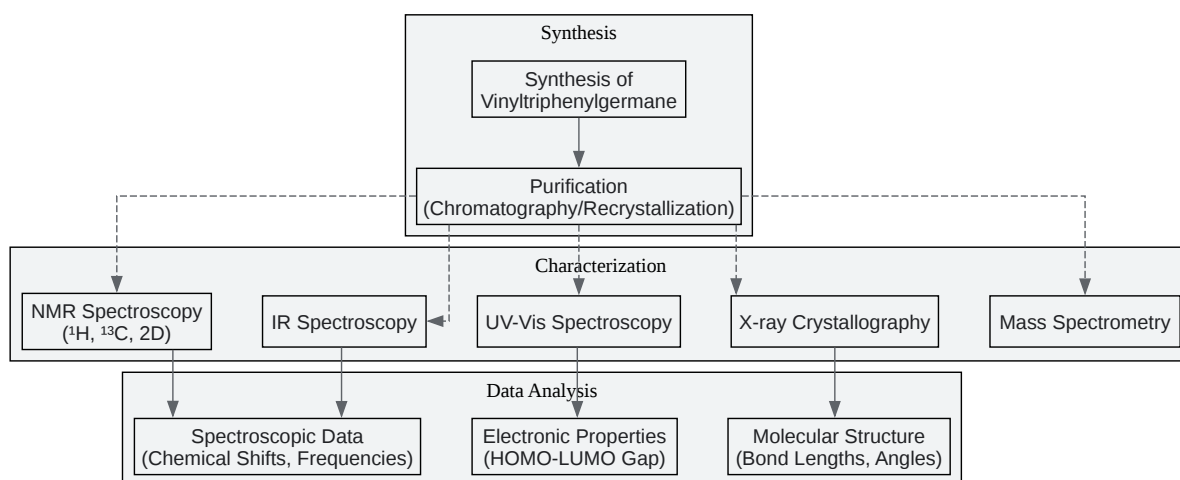 Synthesis
Synthesis of
Vinyltriphenylgermane
Purification
(Chromatography/Recrystallization)
Characterization
NMR Spectroscopy
(¹H, ¹³C, 2D)
IR Spectroscopy
UV-Vis Spectroscopy
X-ray Crystallography
Mass Spectrometry
Data Analysis
Spectroscopic Data
(Chemical Shifts, Frequencies)
Electronic Properties
(HOMO-LUMO Gap)
Molecular Structure
(Bond Lengths, Angles)